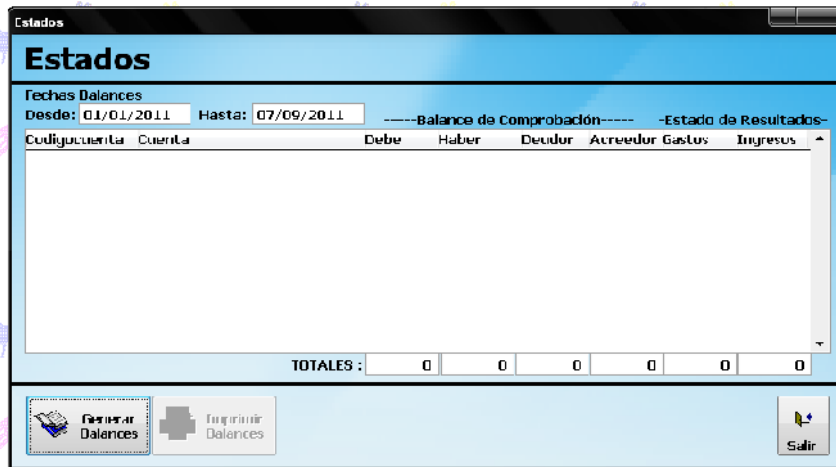 Estados
Estados
Fechas Balances
Desde: 01/01/2011 Hasta: 07/09/2011 -----Balance de Comprobación----- -Estado de Resultados-
Codigocuenta Cuenta Debe Haber Deudor Acreedor Gastos Ingresos
TOTALES : 0 0 0 0 0 0
Generar Balances
Imprimir Balances
Salir